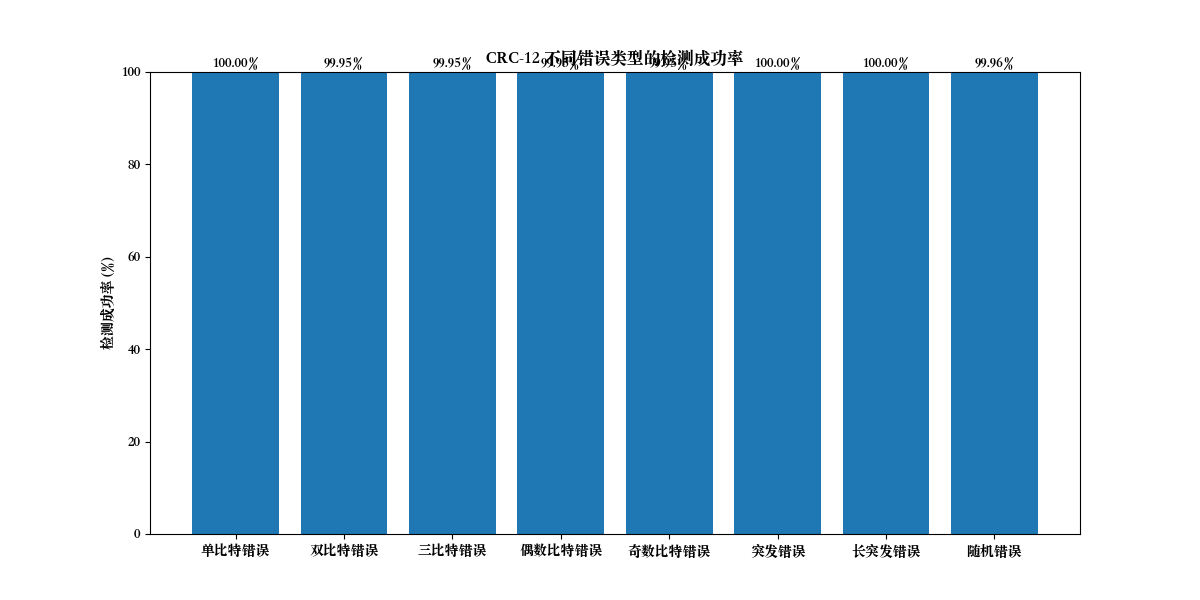 CRC-12 不同错误类型的检测成功率
100.00%
99.95%
99.95%
100.00%
100.00%
99.96%
检测成功率 (%)
100
80
60
40
20
0
单比特错误
双比特错误
三比特错误
偶数比特错误
奇数比特错误
突发错误
长突发错误
随机错误